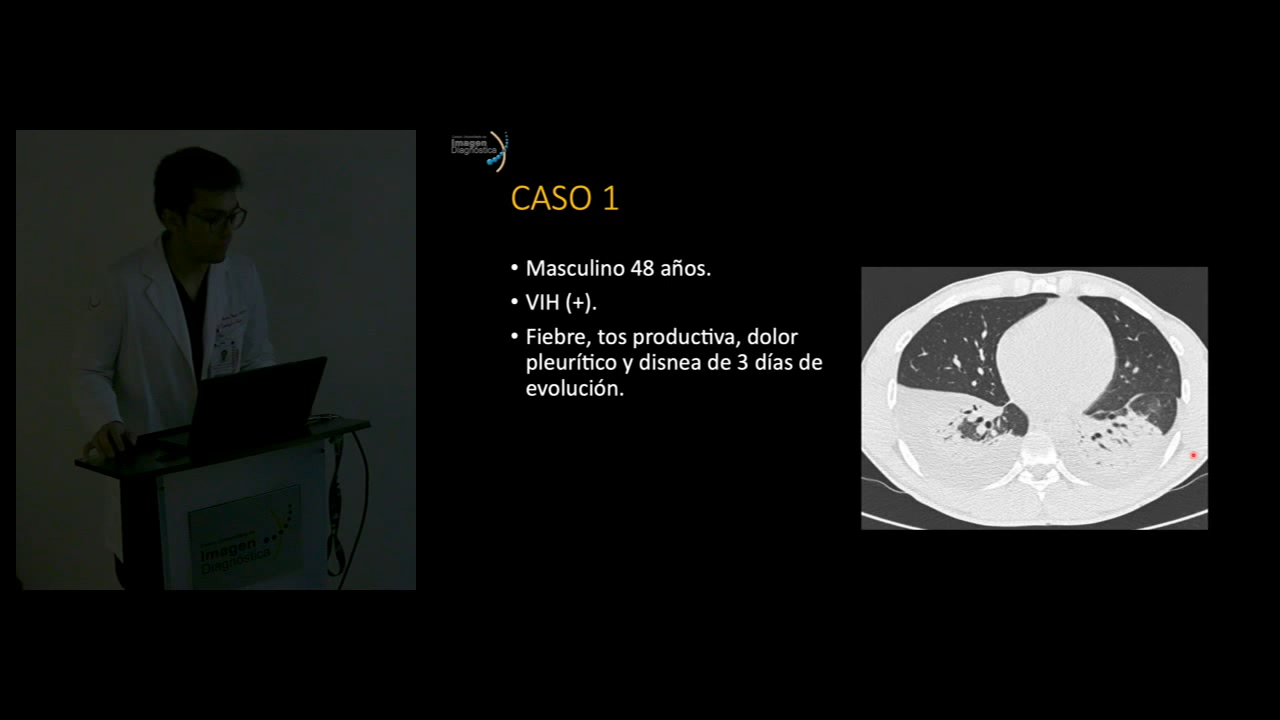 Imagen
Diagnóstica
CASO 1
• Masculino 48 años.
• VIH (+).
• Fiebre, tos productiva, dolor
pleurítico y disnea de 3 días de
evolución.
Imagen
Diagnóstica